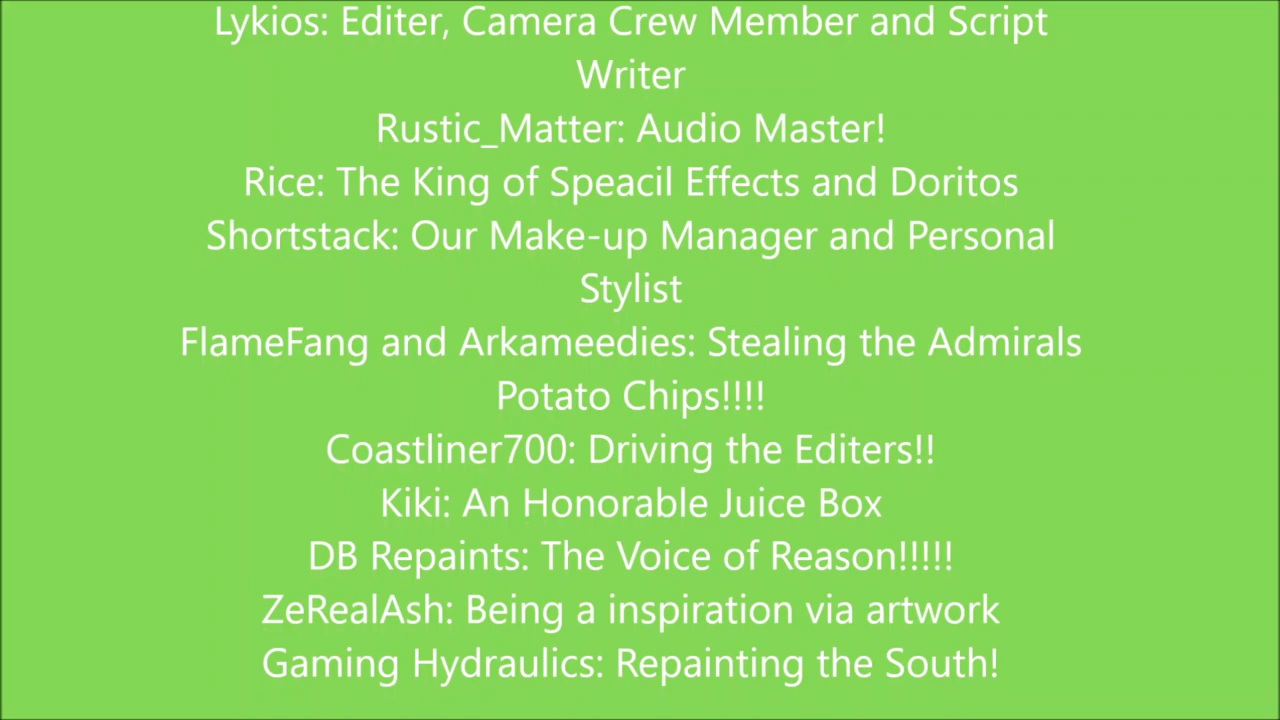 Lykios: Editer, Camera Crew Member and Script
Writer
Rustic_Matter: Audio Master!
Rice: The King of Speacil Effects and Doritos
Shortstack: Our Make-up Manager and Personal
Stylist
FlameFang and Arkameedies: Stealing the Admirals
Potato Chips!!!!
Coastliner700: Driving the Editers!!
Kiki: An Honorable Juice Box
DB Repaints: The Voice of Reason!!!!!
ZeRealAsh: Being a inspiration via artwork
Gaming Hydraulics: Repainting the South!